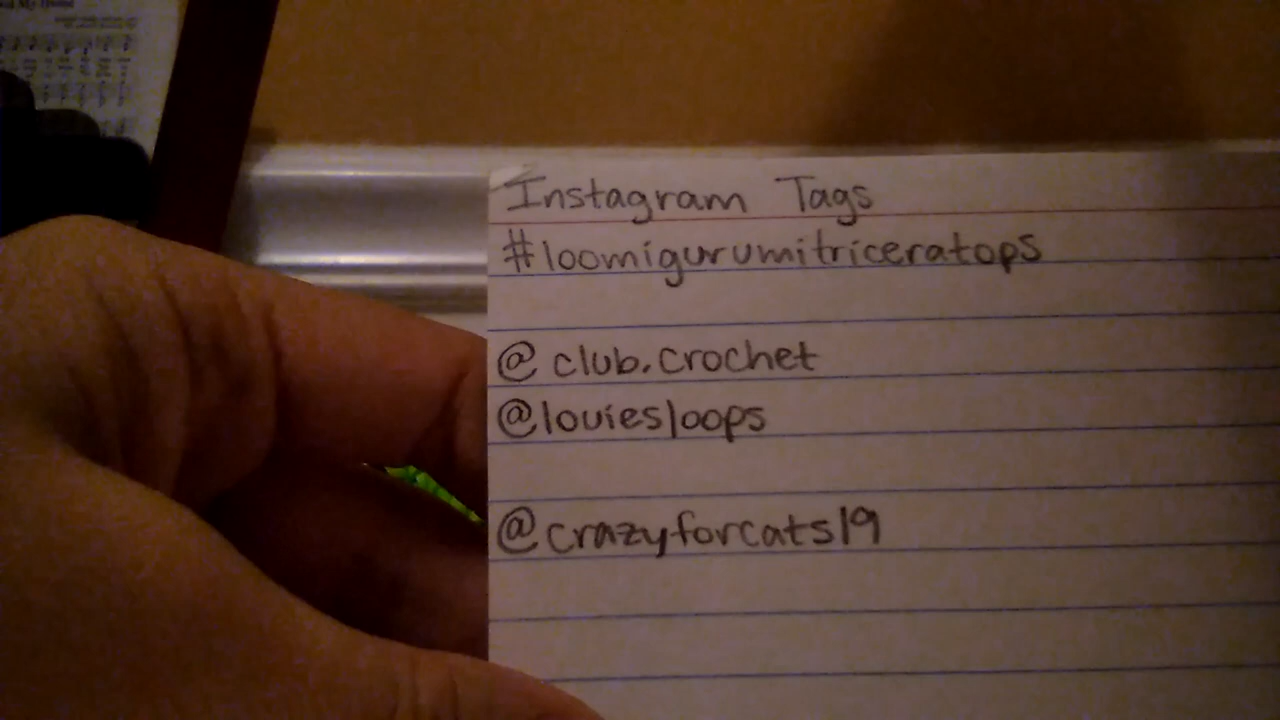 Instagram Tags
#loomigurumitriceratops
@ club.crochet
@louiesloops
@crazyforcats19